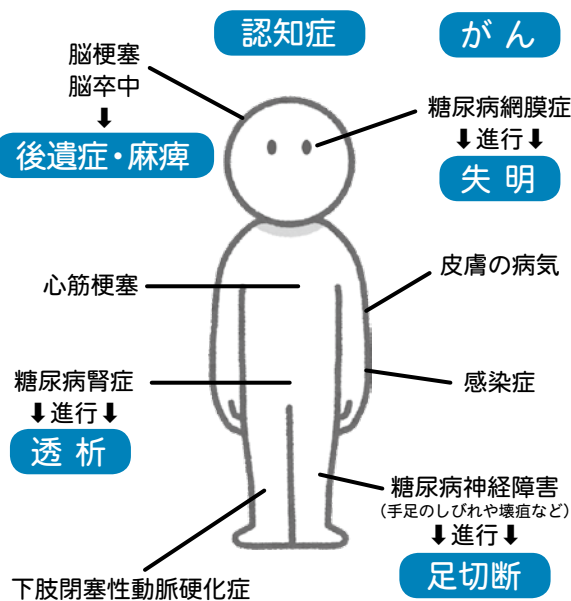 認知症
がん
脳梗塞
脳卒中
⬇
後遺症・麻痺
糖尿病網膜症
⬇進行⬇
失明
心筋梗塞
皮膚の病気
糖尿病腎症
⬇進行⬇
透析
感染症
糖尿病神経障害
（手足のしびれや壊疽など）
⬇進行⬇
足切断
下肢閉塞性動脈硬化症